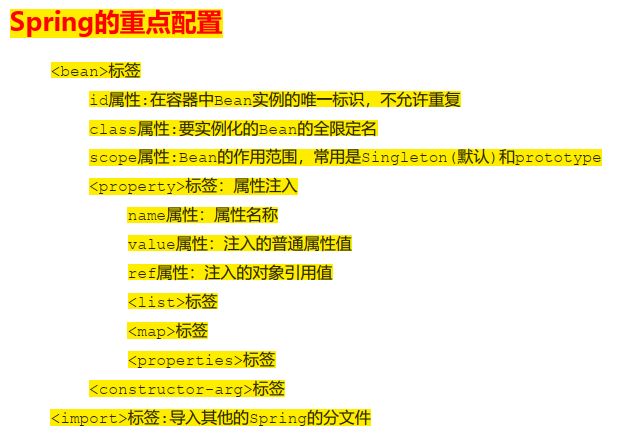 Spring的重点配置
<bean>标签
id属性:在容器中Bean实例的唯一标识，不允许重复
class属性:要实例化的Bean的全限定名
scope属性:Bean的作用范围，常用是Singleton(默认)和prototype
<property>标签：属性注入
name属性：属性名称
value属性：注入的普通属性值
ref属性：注入的对象引用值
<list>标签
<map>标签
<properties>标签
<constructor-arg>标签
<import>标签:导入其他的Spring的分文件